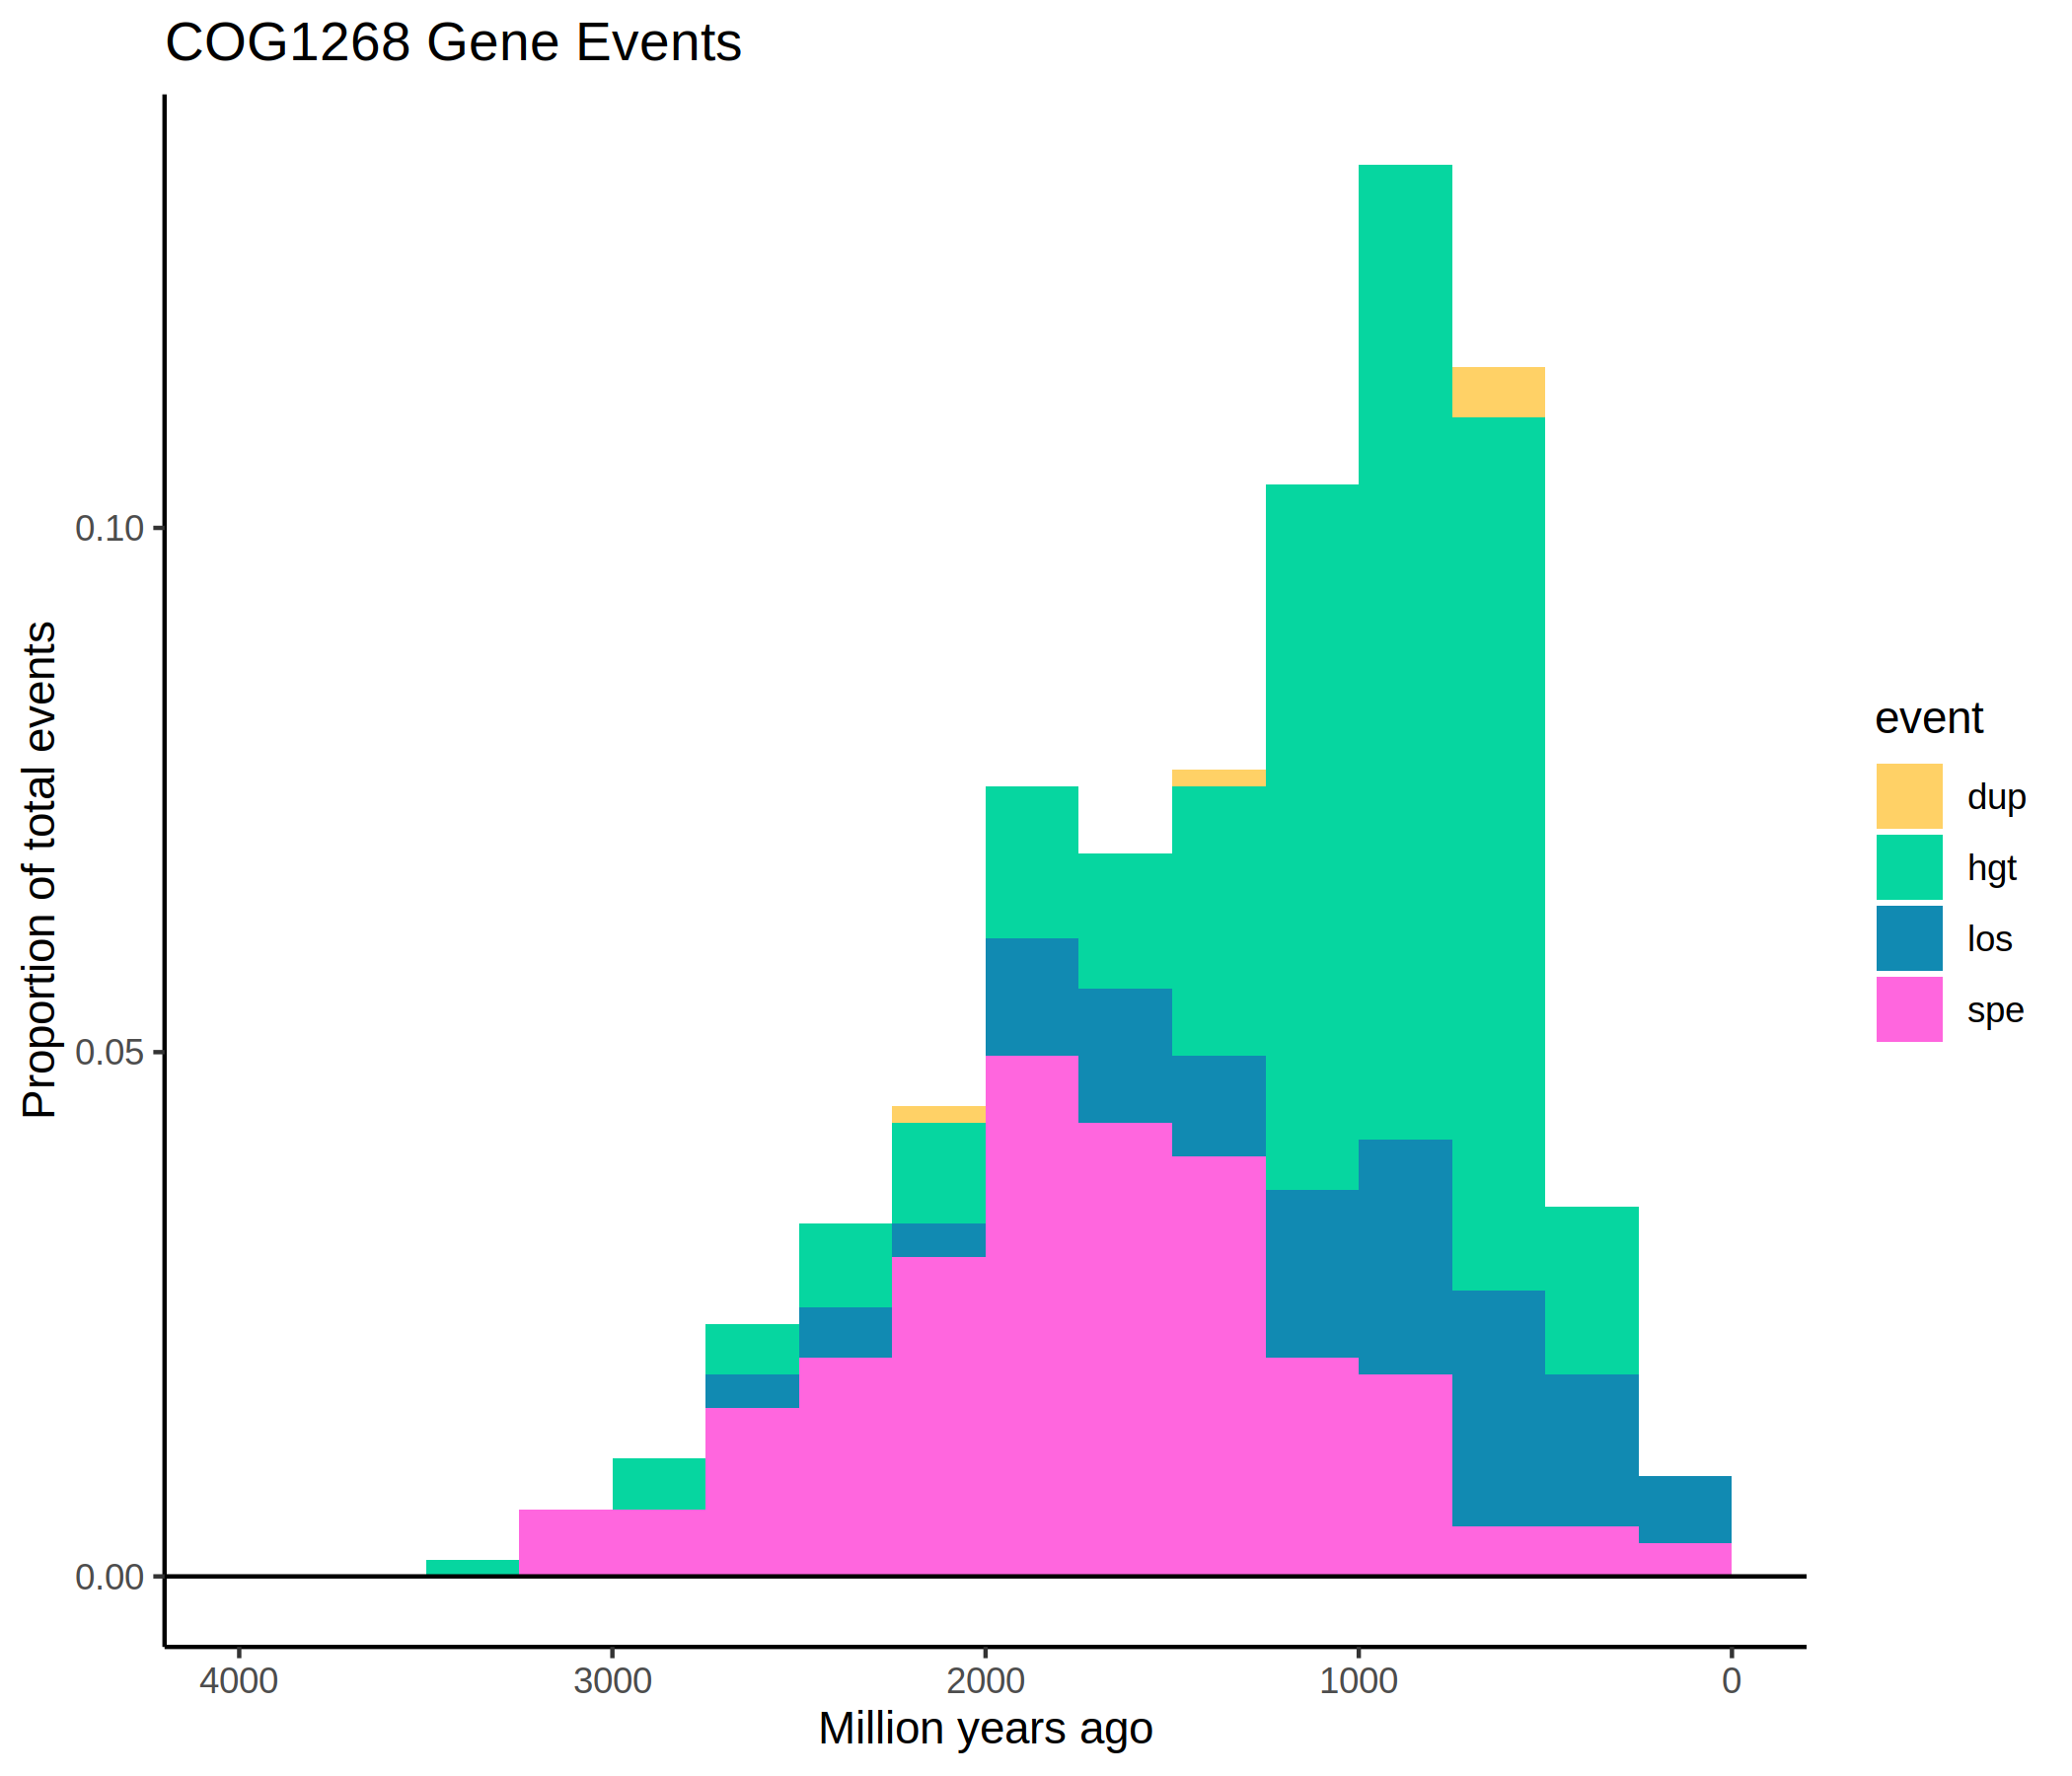 COG1268 Gene Events
Proportion of total events
0.10
0.05
0.00
4000 3000 2000 1000 0
Million years ago
event
dup
hgt
los
spe